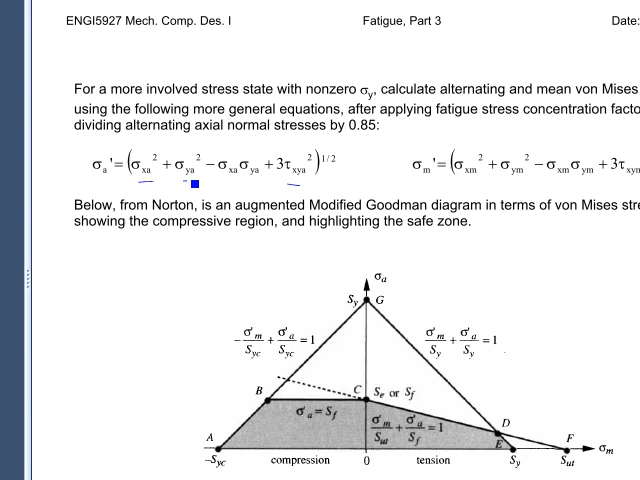 ENGI5927 Mech. Comp. Des. I Fatigue, Part 3 Date:
For a more involved stress state with nonzero σy, calculate alternating and mean von Mises
using the following more general equations, after applying fatigue stress concentration facto
dividing alternating axial normal stresses by 0.85:
σa'=(σxa² + σya² − σxaσya + 3τxya²)^1/2 σm'=(σxm² + σym² − σxmσym + 3τxym
Below, from Norton, is an augmented Modified Goodman diagram in terms of von Mises stre
showing the compressive region, and highlighting the safe zone.
σa
Sy G
−σ'm/Syc + σ'a/Syc = 1 σ'm/Sy + σ'a/Sy = 1
B C Se or Sf
σ'a = Sf σ'm/Sut + σ'a/Sf = 1 D
A E F σm
−Syc compression 0 tension Sy Sut